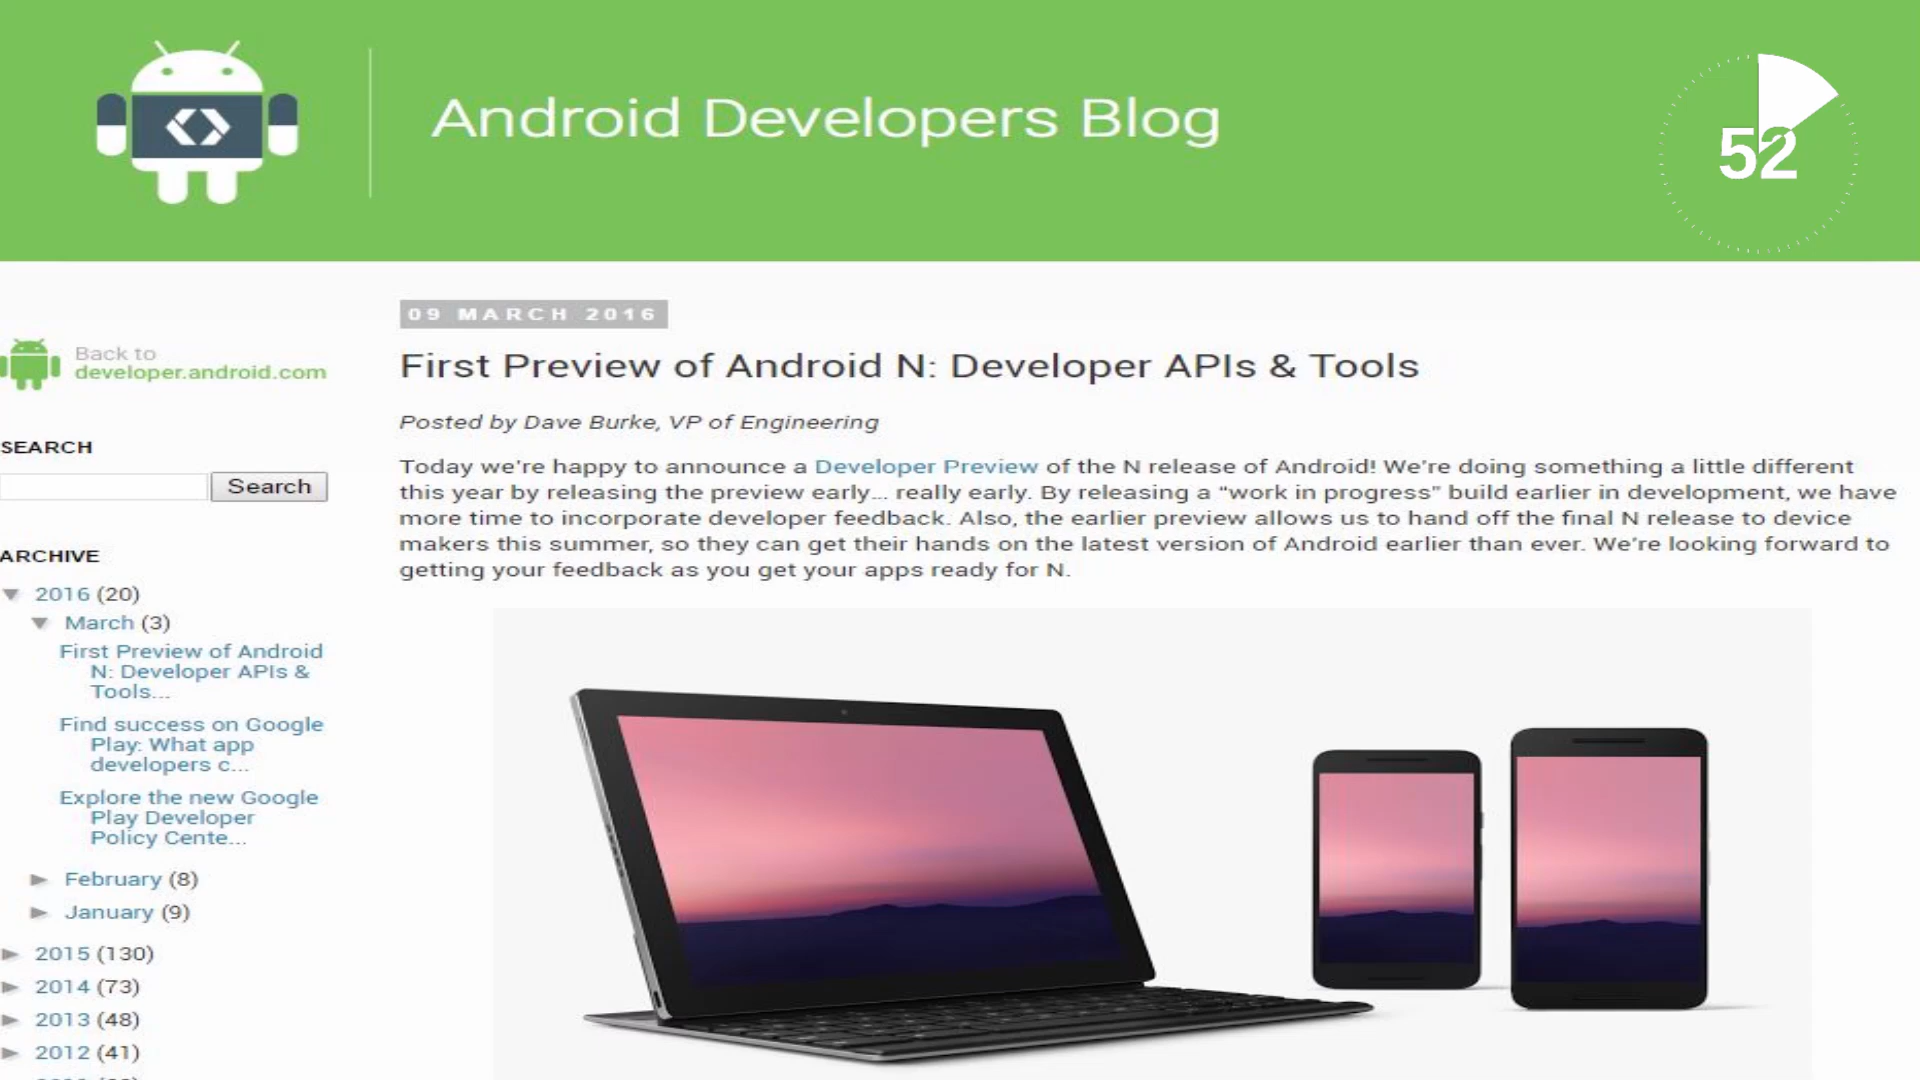 Android Developers Blog
52
09 MARCH 2016
First Preview of Android N: Developer APIs & Tools
Posted by Dave Burke, VP of Engineering
Today we're happy to announce a Developer Preview of the N release of Android! We're doing something a little different
this year by releasing the preview early... really early. By releasing a “work in progress” build earlier in development, we have
more time to incorporate developer feedback. Also, the earlier preview allows us to hand off the final N release to device
makers this summer, so they can get their hands on the latest version of Android earlier than ever. We're looking forward to
getting your feedback as you get your apps ready for N.
Back to
developer.android.com
SEARCH
Search
ARCHIVE
▼ 2016 (20)
▼ March (3)
First Preview of Android
N: Developer APIs &
Tools...
Find success on Google
Play: What app
developers c...
Explore the new Google
Play Developer
Policy Cente...
► February (8)
► January (9)
► 2015 (130)
► 2014 (73)
► 2013 (48)
► 2012 (41)